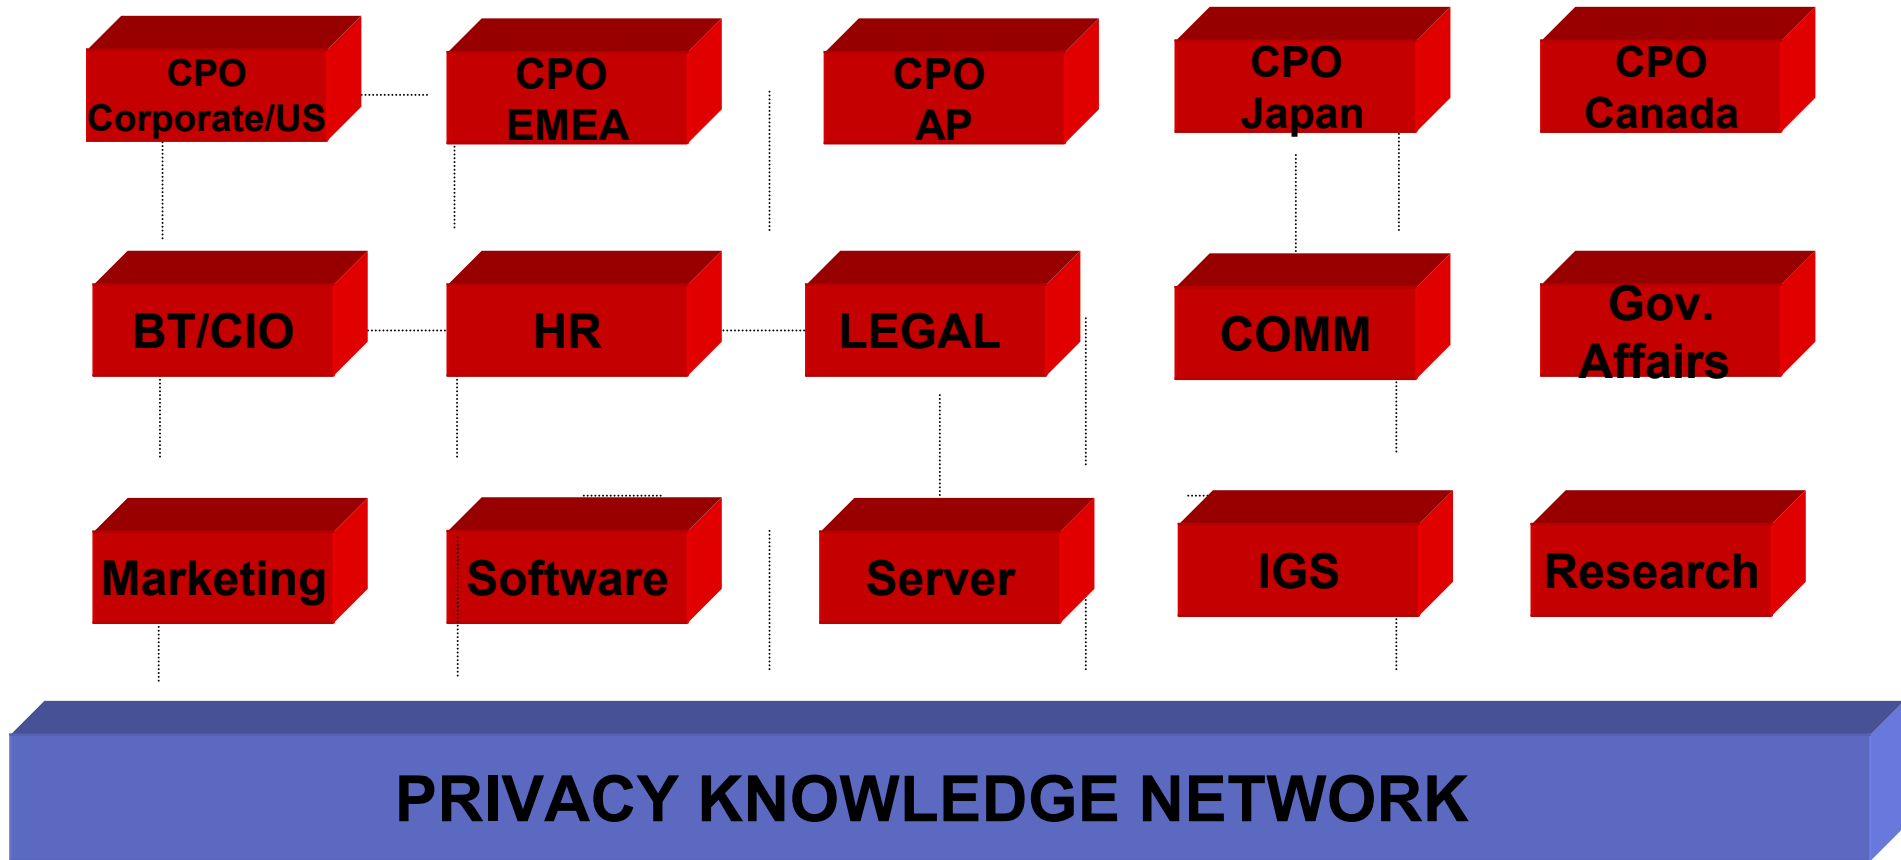 CPO
Corporate/US
CPO
EMEA
CPO
AP
CPO
Japan
CPO
Canada
BT/CIO
HR
LEGAL
COMM
Gov.
Affairs
Marketing
Software
Server
IGS
Research
PRIVACY KNOWLEDGE NETWORK